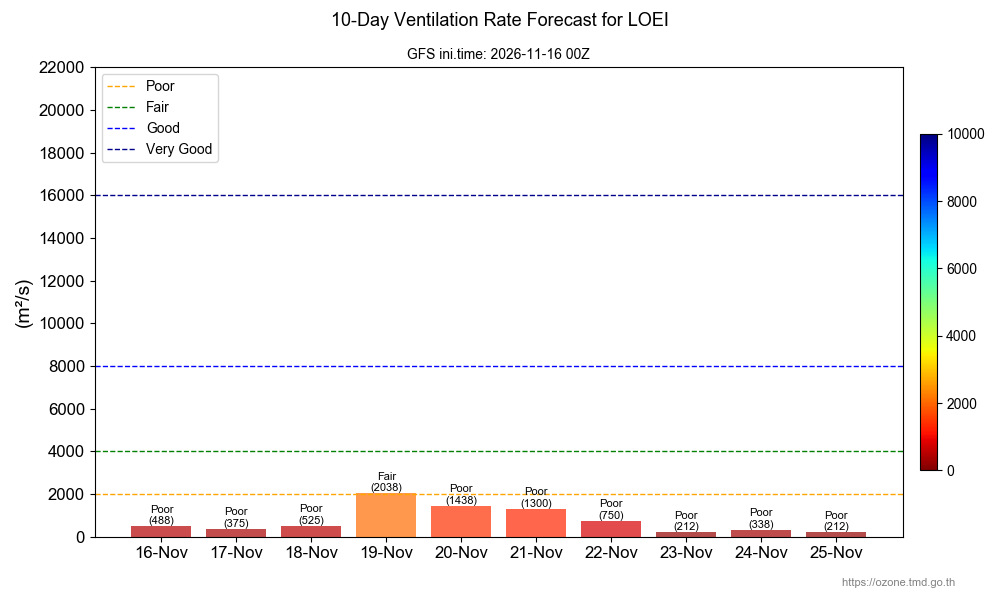 10-Day Ventilation Rate Forecast for LOEI
GFS ini.time: 2026-11-16 00Z
(m²/s)
22000
20000
18000
16000
14000
12000
10000
8000
6000
4000
2000
0
Poor
Fair
Good
Very Good
Poor
(488)
Poor
(375)
Poor
(525)
Fair
(2038)
Poor
(1438)
Poor
(1300)
Poor
(750)
Poor
(212)
Poor
(338)
Poor
(212)
16-Nov 17-Nov 18-Nov 19-Nov 20-Nov 21-Nov 22-Nov 23-Nov 24-Nov 25-Nov
10000
8000
6000
4000
2000
0
https://ozone.tmd.go.th